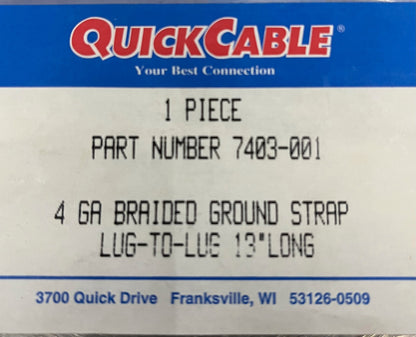 QUICKCABLE®
Your Best Connection
1 PIECE
PART NUMBER 7403-001
4 GA BRAIDED GROUND STRAP
LUG-TO-LUG 13"LONG
3700 Quick Drive Franksville, WI 53126-0509